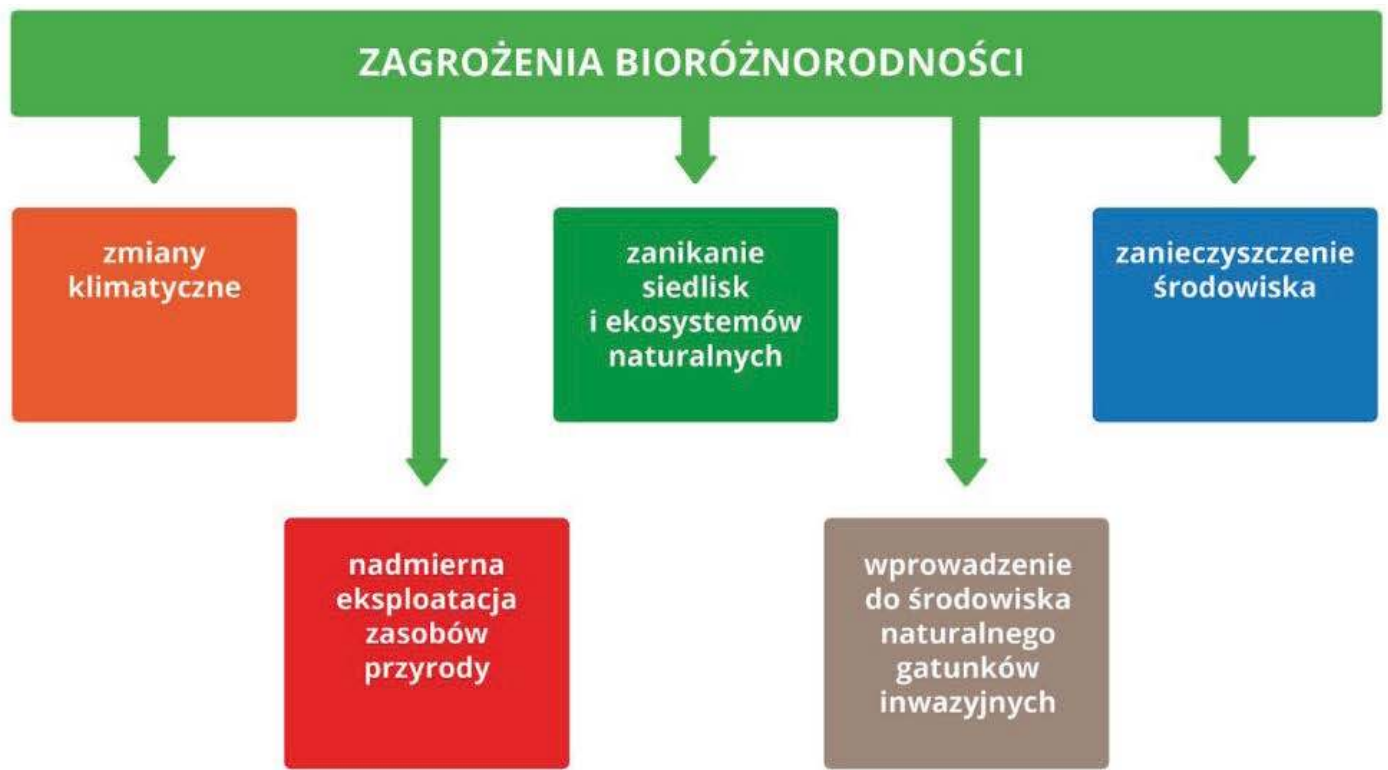 ZAGROŻENIA BIORÓŻNORODNOŚCI
zmiany
klimatyczne
nadmierna
eksploatacja
zasobów
przyrody
zanikanie
siedlisk
i ekosystemów
naturalnych
wprowadzenie
do środowiska
naturalnego
gatunków
inwazyjnych
zanieczyszczenie
środowiska